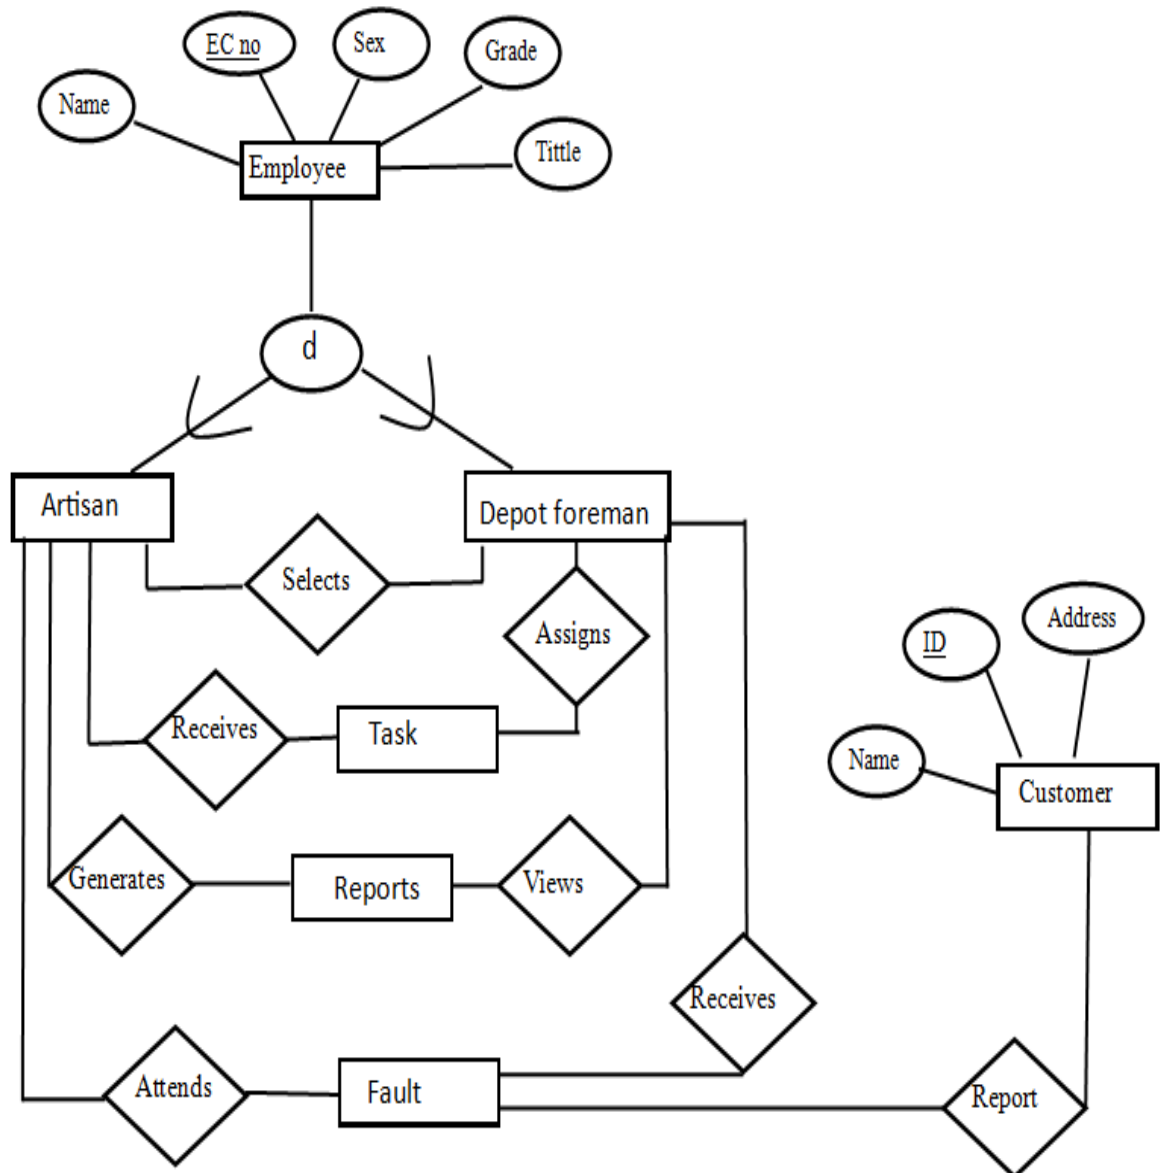 EC no
Sex
Grade
Name
Tittle
Employee
d
Artisan
Depot foreman
Selects
Assigns
Receives
Task
ID
Address
Name
Customer
Generates
Reports
Views
Receives
Attends
Fault
Report